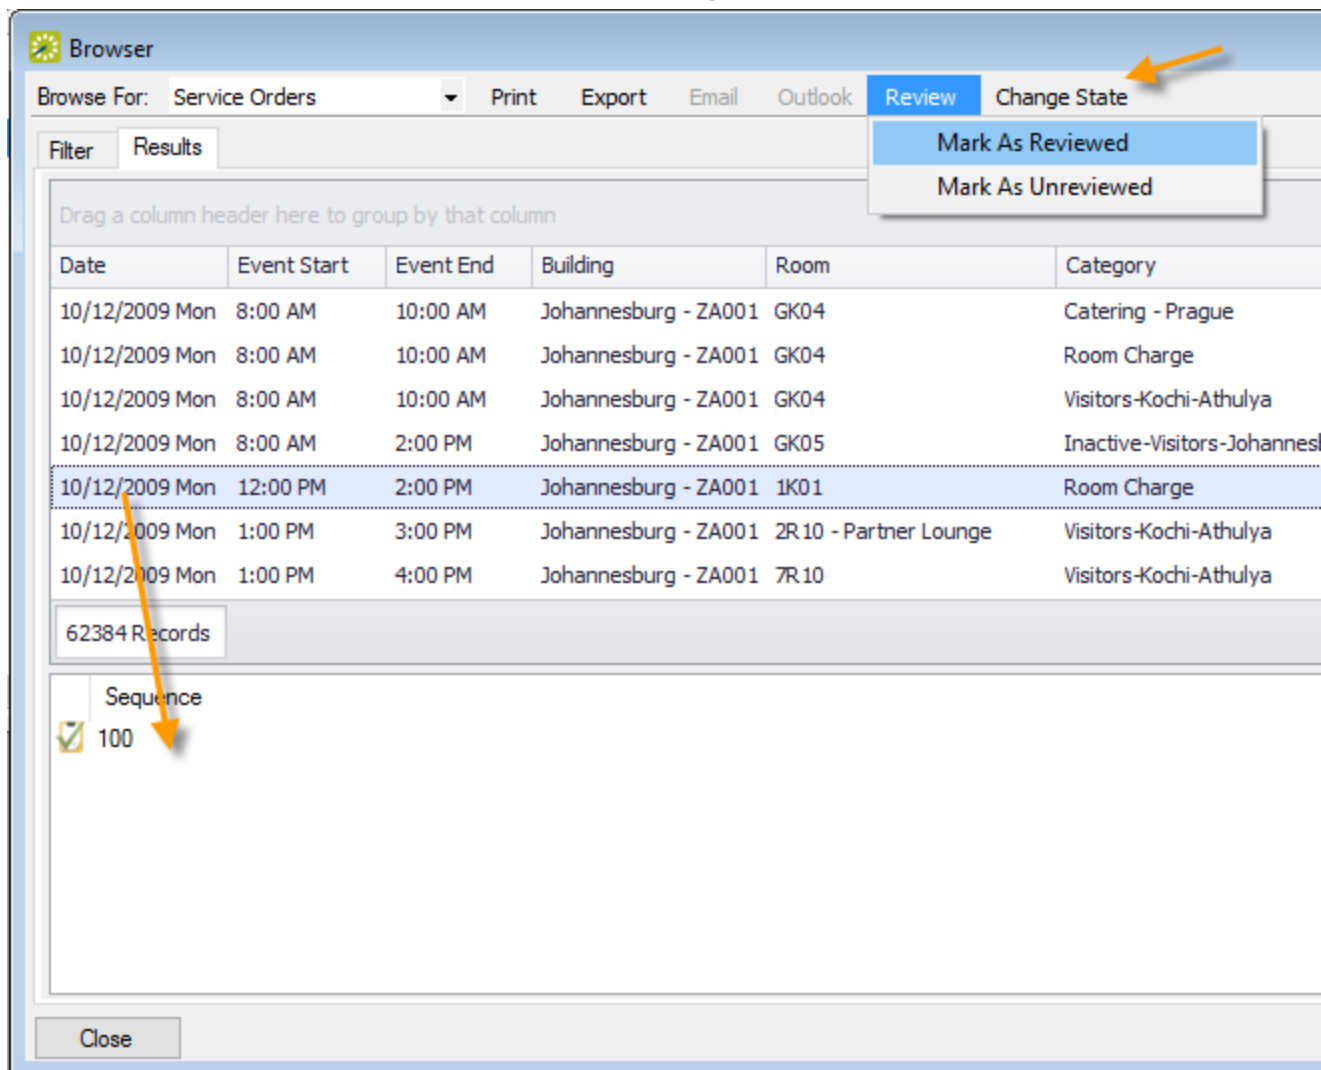 Browser
Browse For: Service Orders Print Export Email Outlook Review Change State
Filter Results
Mark As Reviewed
Mark As Unreviewed
Drag a column header here to group by that column
Date Event Start Event End Building Room Category
10/12/2009 Mon 8:00 AM 10:00 AM Johannesburg - ZA001 GK04 Catering - Prague
10/12/2009 Mon 8:00 AM 10:00 AM Johannesburg - ZA001 GK04 Room Charge
10/12/2009 Mon 8:00 AM 10:00 AM Johannesburg - ZA001 GK04 Visitors-Kochi-Athulya
10/12/2009 Mon 8:00 AM 2:00 PM Johannesburg - ZA001 GK05 Inactive-Visitors-Johannesl
10/12/2009 Mon 12:00 PM 2:00 PM Johannesburg - ZA001 1K01 Room Charge
10/12/2009 Mon 1:00 PM 3:00 PM Johannesburg - ZA001 2R10 - Partner Lounge Visitors-Kochi-Athulya
10/12/2009 Mon 1:00 PM 4:00 PM Johannesburg - ZA001 7R10 Visitors-Kochi-Athulya
62384 Records
Sequence
100
Close